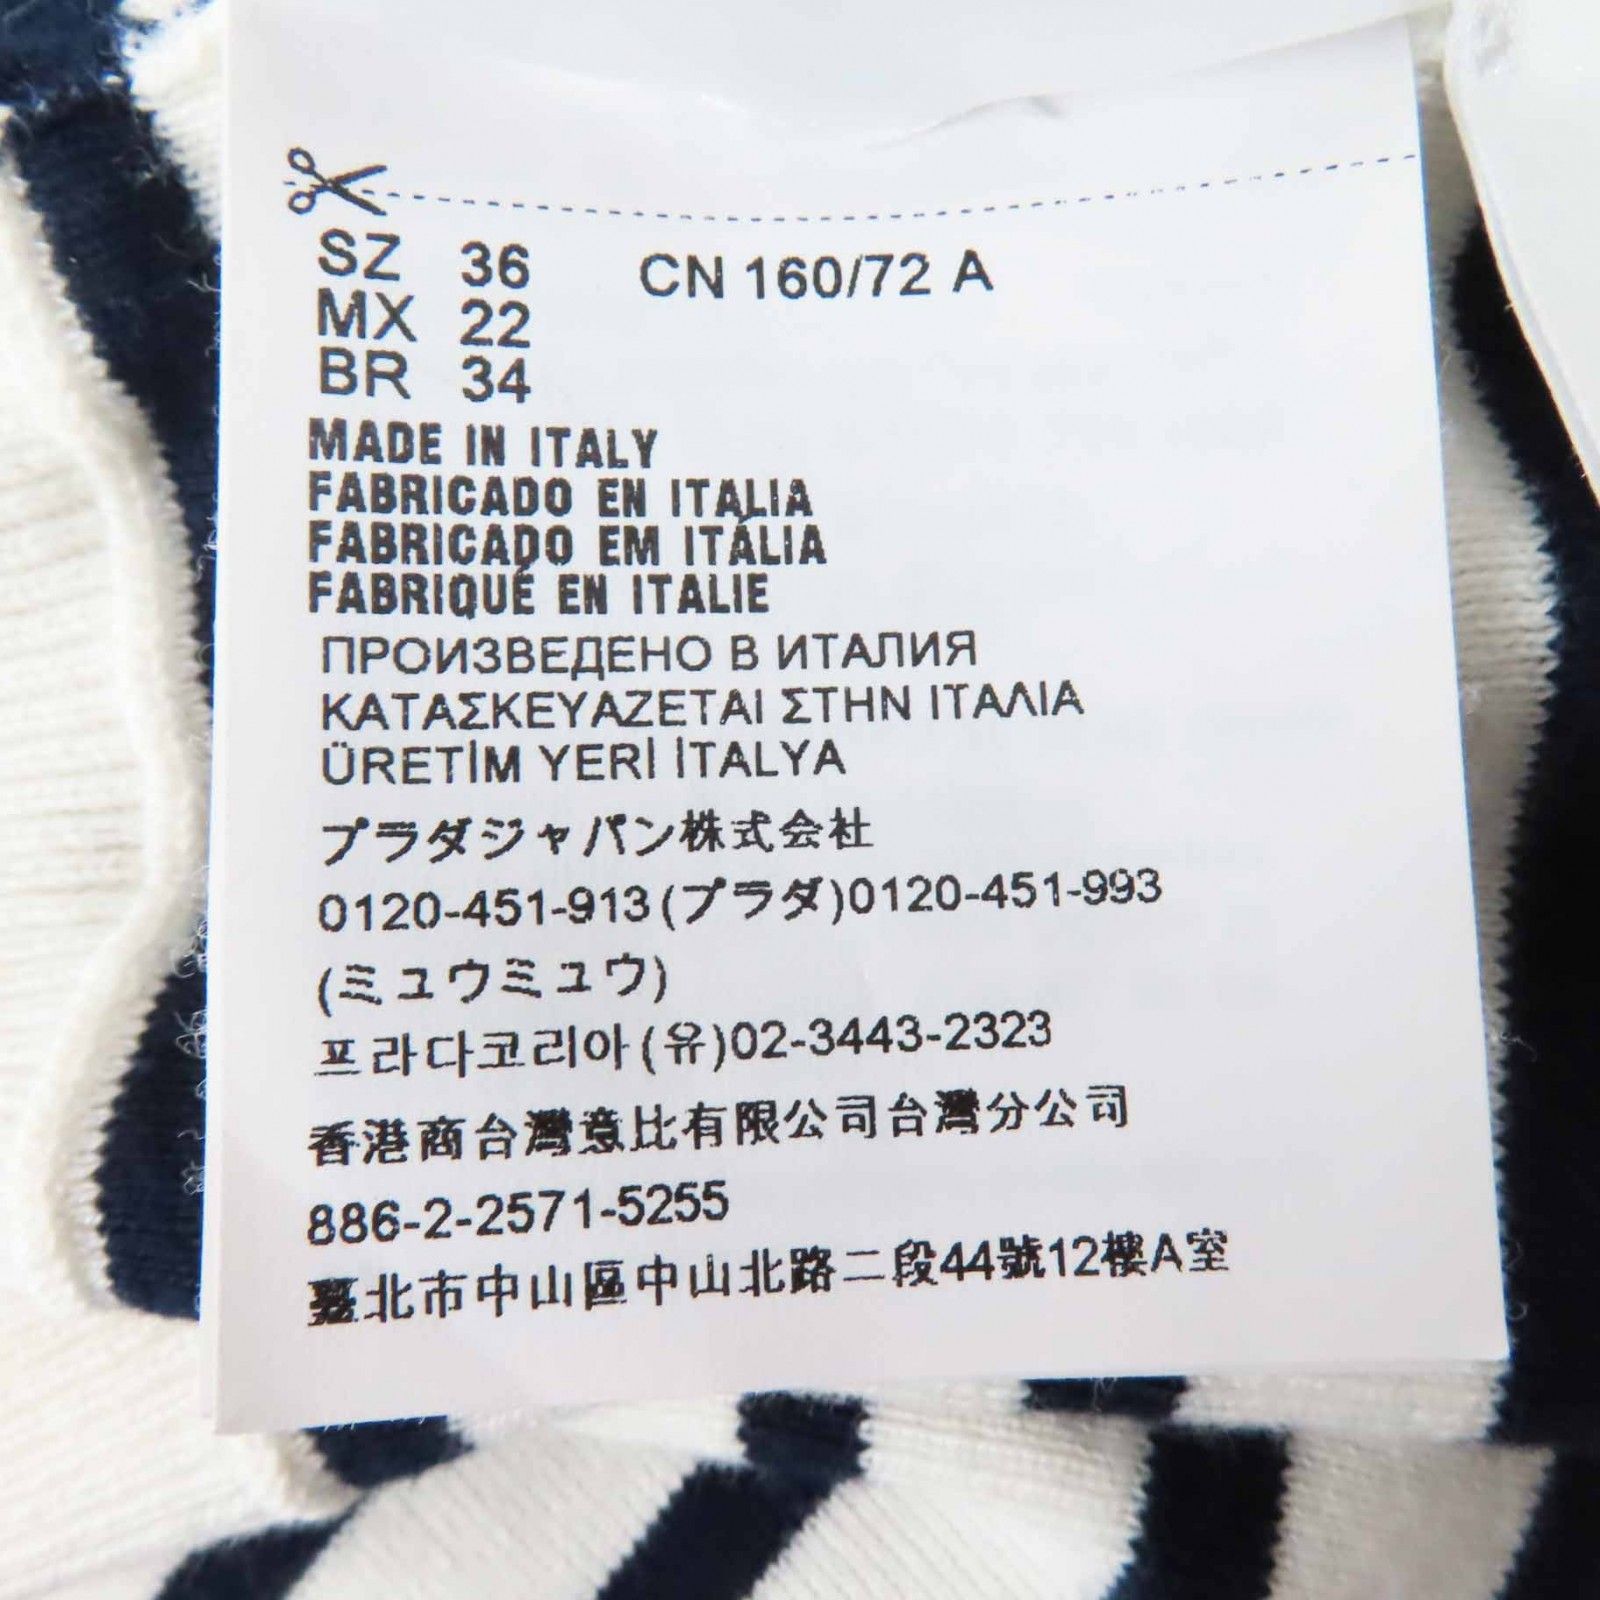 SZ 36 CN 160/72 A
MX 22
BR 34
MADE IN ITALY
FABRICADO EN ITALIA
FABRICADO EM ITÁLIA
FABRIQUÉ EN ITALIE
ПРОИЗВЕДЕНО В ИТАЛИЯ
ΚΑΤΑΣΚΕΥΑΖΕΤΑΙ ΣΤΗΝ ΙΤΑΛΙΑ
ÜRETİM YERİ İTALYA
プラダジャパン株式会社
0120-451-913(プラダ)0120-451-993
(ミュウミュウ)
프라다코리아(유)02-3443-2323
香港商台灣意比有限公司台灣分公司
886-2-2571-5255
臺北市中山區中山北路二段44號12樓A室